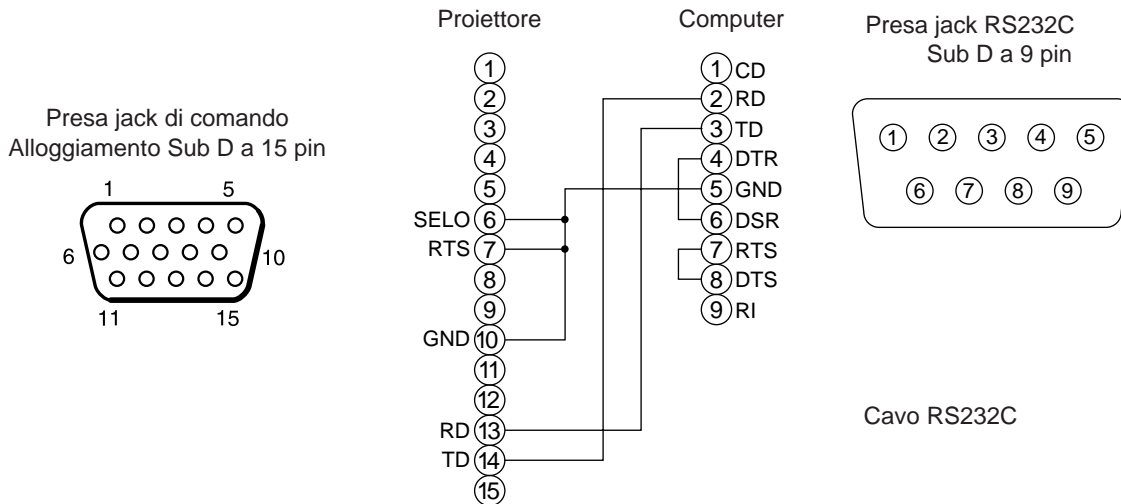 Proiettore
Computer
Presa jack RS232C
Sub D a 9 pin
Presa jack di comando
Alloggiamento Sub D a 15 pin
1 5
6 10
11 15
1
2
3
4
5
SELO 6
RTS 7
8
9
GND 10
11
12
RD 13
TD 14
15
1 CD
2 RD
3 TD
4 DTR
5 GND
6 DSR
7 RTS
8 DTS
9 RI
1 2 3 4 5
6 7 8 9
Cavo RS232C